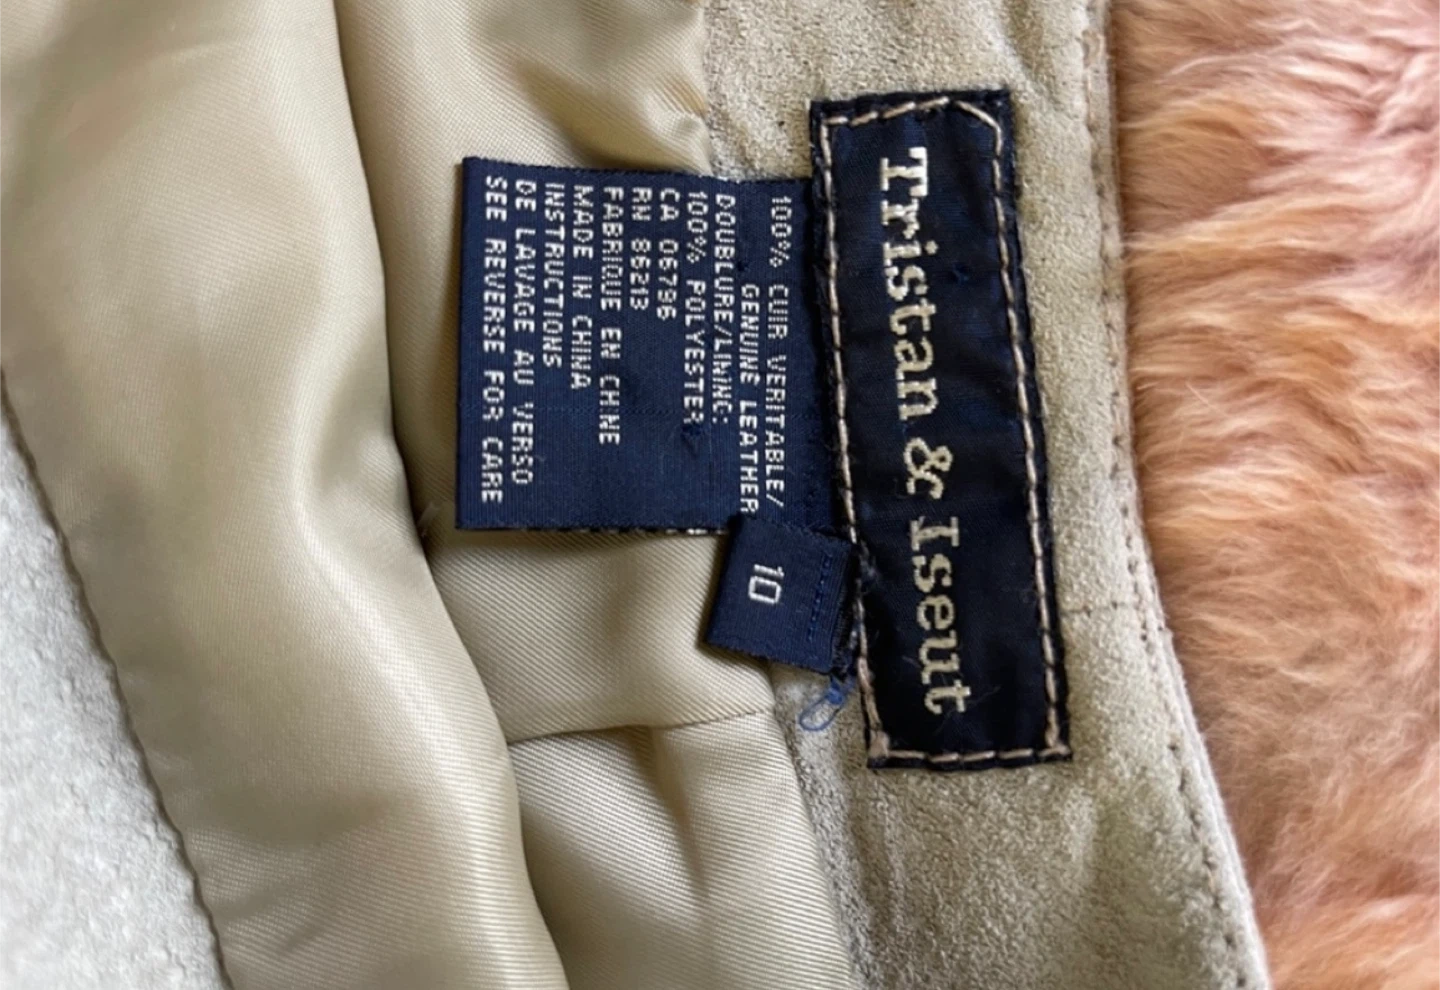 Tristan & Iseut
100% CUIR VERITABLE/
GENUINE LEATHER
DOUBLURE/LINING:
100% POLYESTER
CA 06796
RN 86213
FABRIQUE EN CHINE
MADE IN CHINA
INSTRUCTIONS
DE LAVAGE AU VERSO
SEE REVERSE FOR CARE
10